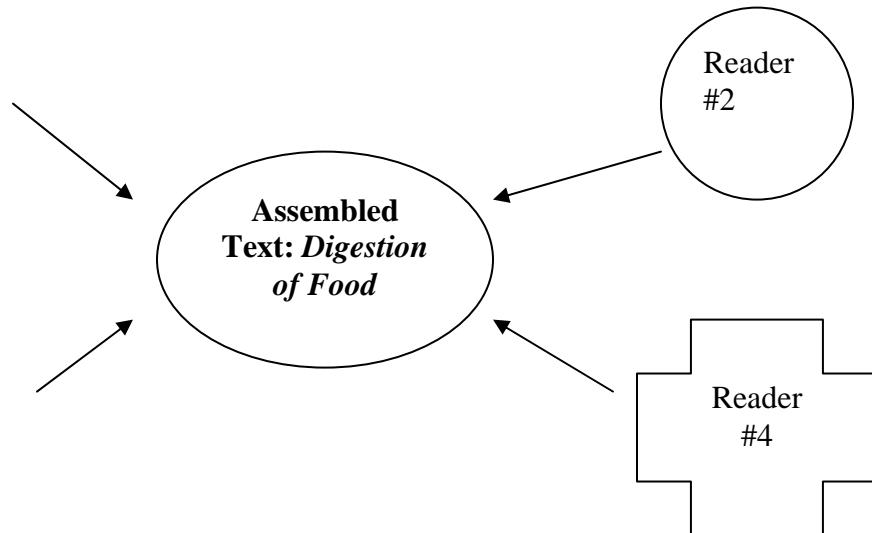 Reader
#2
Assembled
Text: Digestion
of Food
Reader
#4